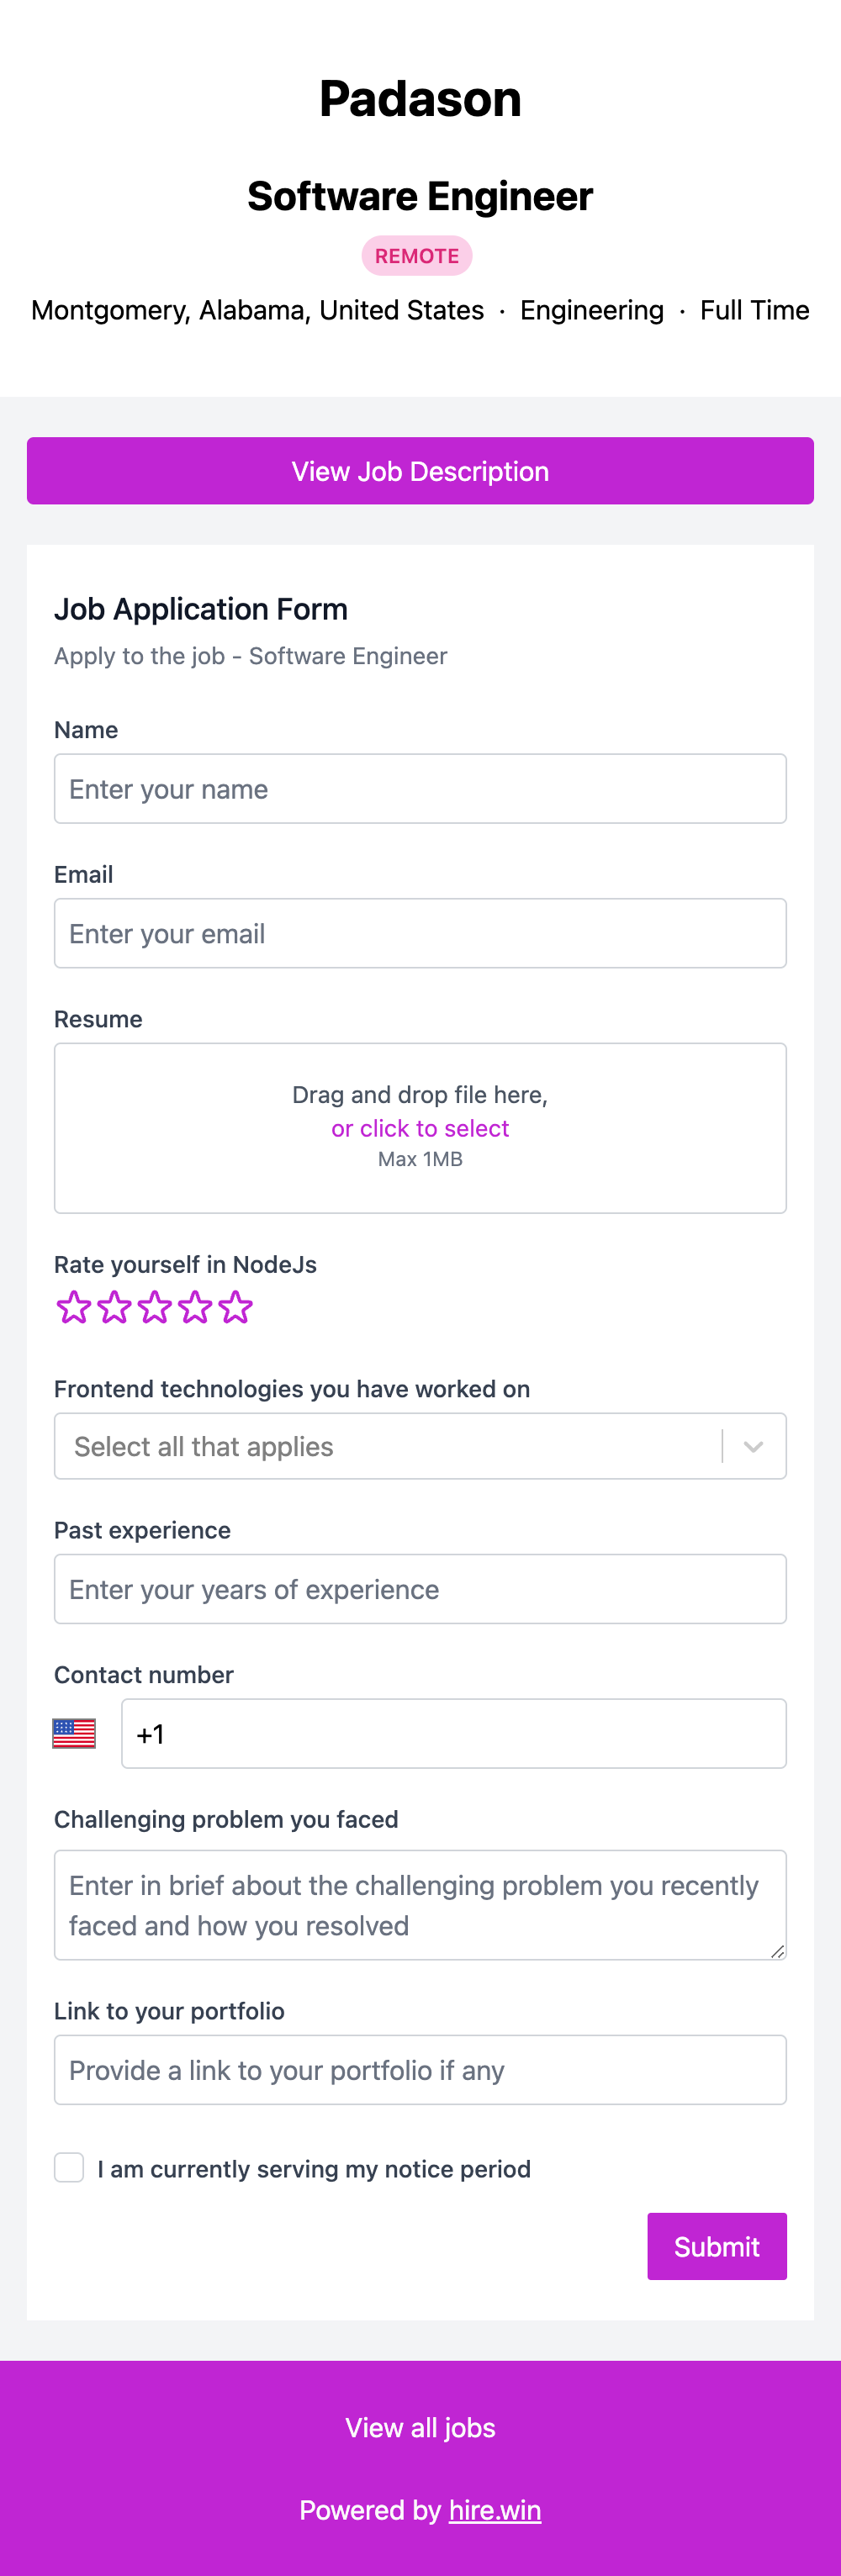 Padason
Software Engineer
REMOTE
Montgomery, Alabama, United States · Engineering · Full Time
View Job Description
Job Application Form
Apply to the job - Software Engineer
Name
Enter your name
Email
Enter your email
Resume
Drag and drop file here,
or click to select
Max 1MB
Rate yourself in NodeJs
Frontend technologies you have worked on
Select all that applies
Past experience
Enter your years of experience
Contact number
+1
Challenging problem you faced
Enter in brief about the challenging problem you recently
faced and how you resolved
Link to your portfolio
Provide a link to your portfolio if any
I am currently serving my notice period
Submit
View all jobs
Powered by hire.win